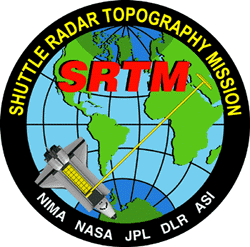 SHUTTLE RADAR TOPOGRAPHY MISSION
SRTM
NIMA NASA JPL DLR ASI